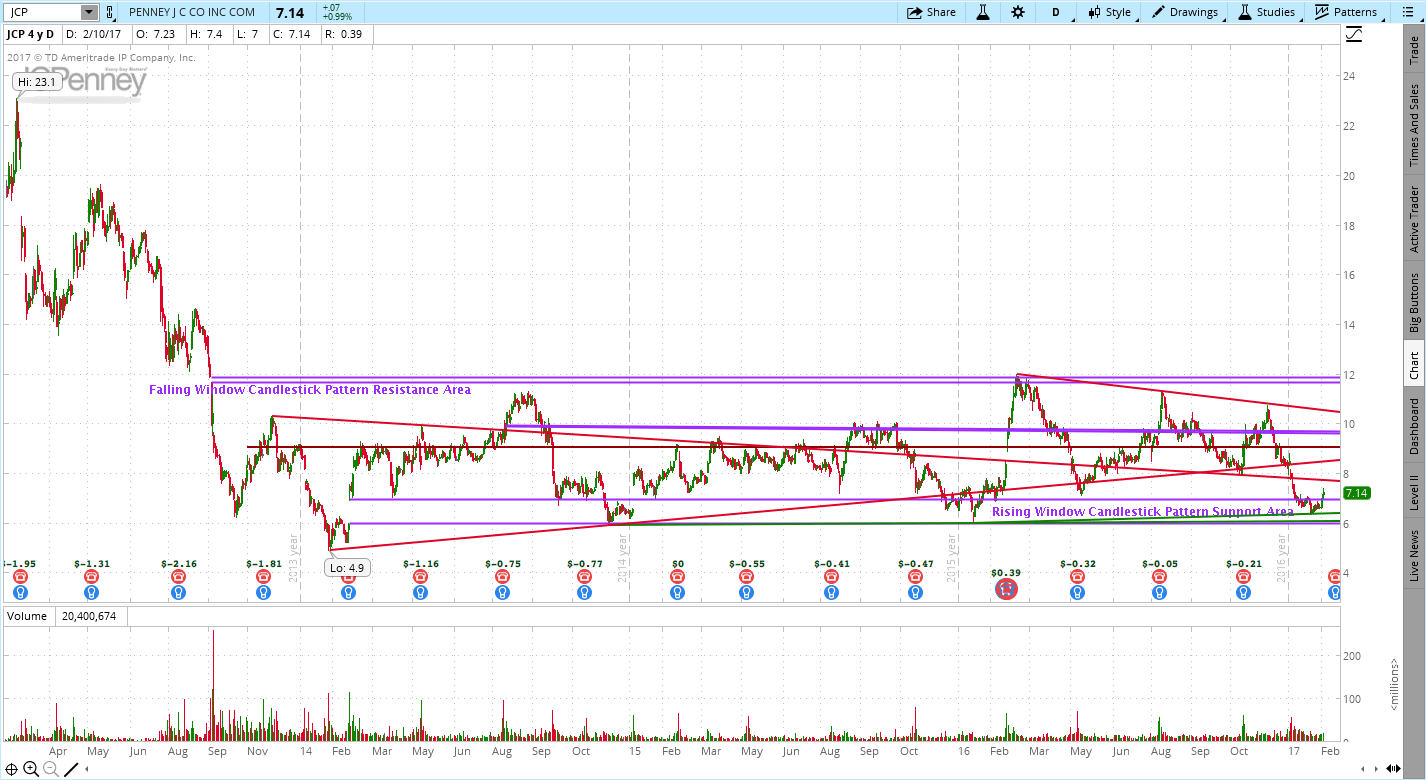 JCP PENNEY J C CO INC COM 7.14 +.07 +0.99% Share D Style Drawings Studies Patterns
JCP 4 y D D: 2/10/17 O: 7.23 H: 7.4 L: 7 C: 7.14 R: 0.39
2017 © TD Ameritrade IP Company, Inc.
JCPenney
Hi: 23.1
24
22
20
18
16
14
12
Falling Window Candlestick Pattern Resistance Area
10
8
7.14
Rising Window Candlestick Pattern Support Area
6
2013 year 2014 year 2015 year 2016 year
Lo: 4.9
4
$-1.95 $-1.31 $-2.16 $-1.81 $-1.16 $-0.75 $-0.77 $0 $-0.55 $-0.41 $-0.47 $0.39 $-0.32 $-0.05 $-0.21
Volume 20,400,674
200
100
<millions>
Apr May Jun Aug Sep Nov 14 Feb Mar May Jun Aug Sep Oct 15 Feb Mar May Jun Aug Sep Oct 16 Feb Mar May Jun Aug Sep Oct 17 Feb
Trade
Times And Sales
Active Trader
Big Buttons
Chart
Dashboard
Level II
Live News